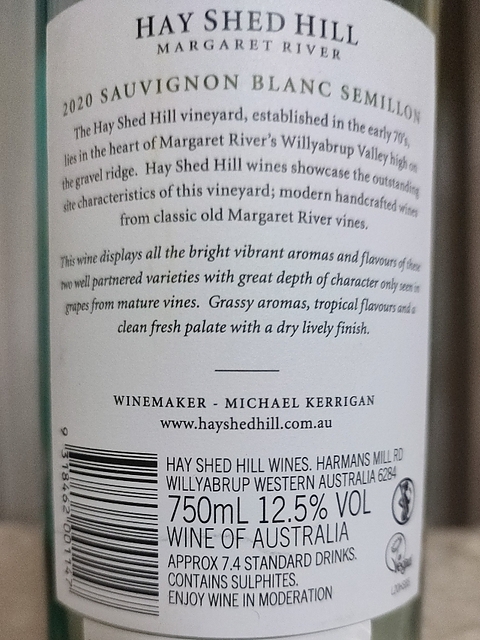 HAY SHED HILL
MARGARET RIVER
2020 SAUVIGNON BLANC SEMILLON
The Hay Shed Hill vineyard, established in the early 70's,
lies in the heart of Margaret River's Willyabrup Valley high on
the gravel ridge. Hay Shed Hill wines showcase the outstanding
site characteristics of this vineyard; modern handcrafted wines
from classic old Margaret River vines.
This wine displays all the bright vibrant aromas and flavours of these
two well partnered varieties with great depth of character only seen in
grapes from mature vines. Grassy aromas, tropical flavours and a
clean fresh palate with a dry lively finish.
WINEMAKER - MICHAEL KERRIGAN
www.hayshedhill.com.au
HAY SHED HILL WINES. HARMANS MILL RD
WILLYABRUP WESTERN AUSTRALIA 6284
750mL 12.5% VOL
WINE OF AUSTRALIA
APPROX 7.4 STANDARD DRINKS.
CONTAINS SULPHITES.
ENJOY WINE IN MODERATION
9 318462 001147
Vegan